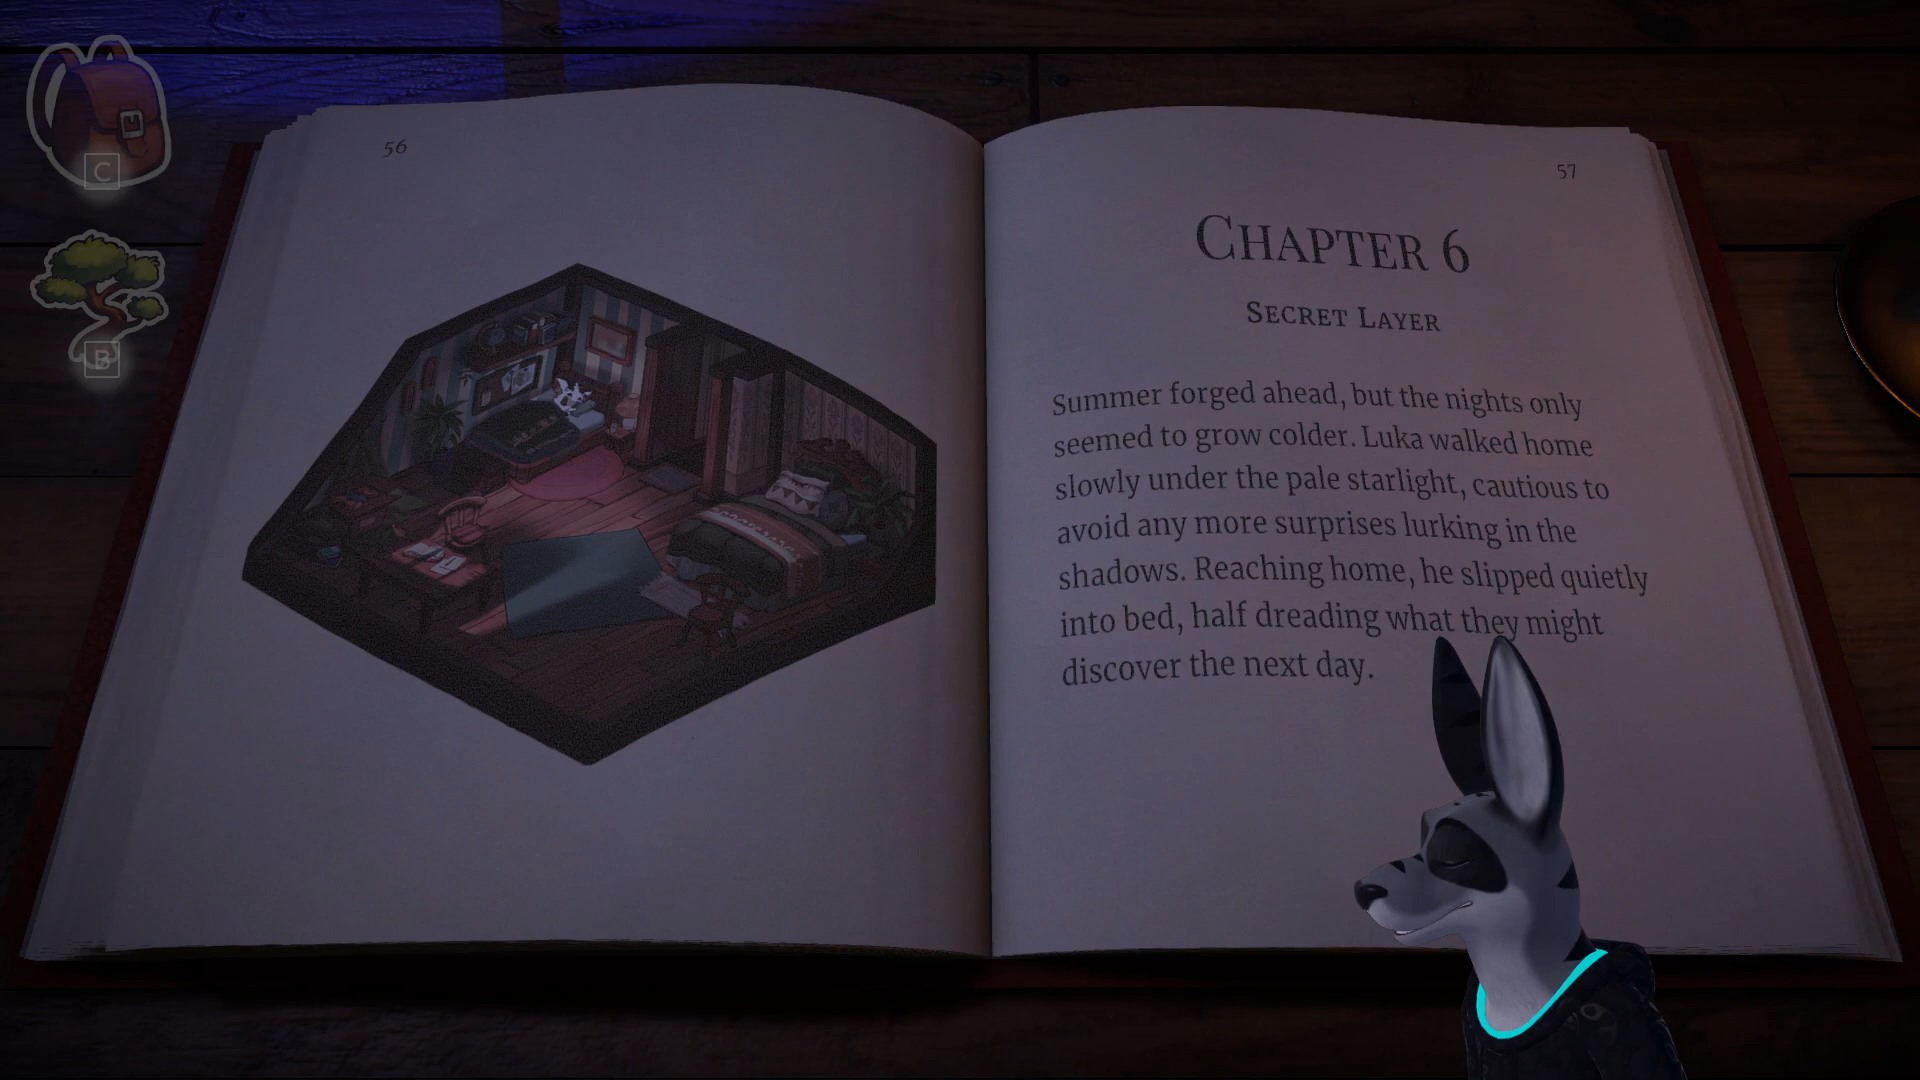 C
B
56
57
Chapter 6
Secret Layer
Summer forged ahead, but the nights only
seemed to grow colder. Luka walked home
slowly under the pale starlight, cautious to
avoid any more surprises lurking in the
shadows. Reaching home, he slipped quietly
into bed, half dreading what they might
discover the next day.